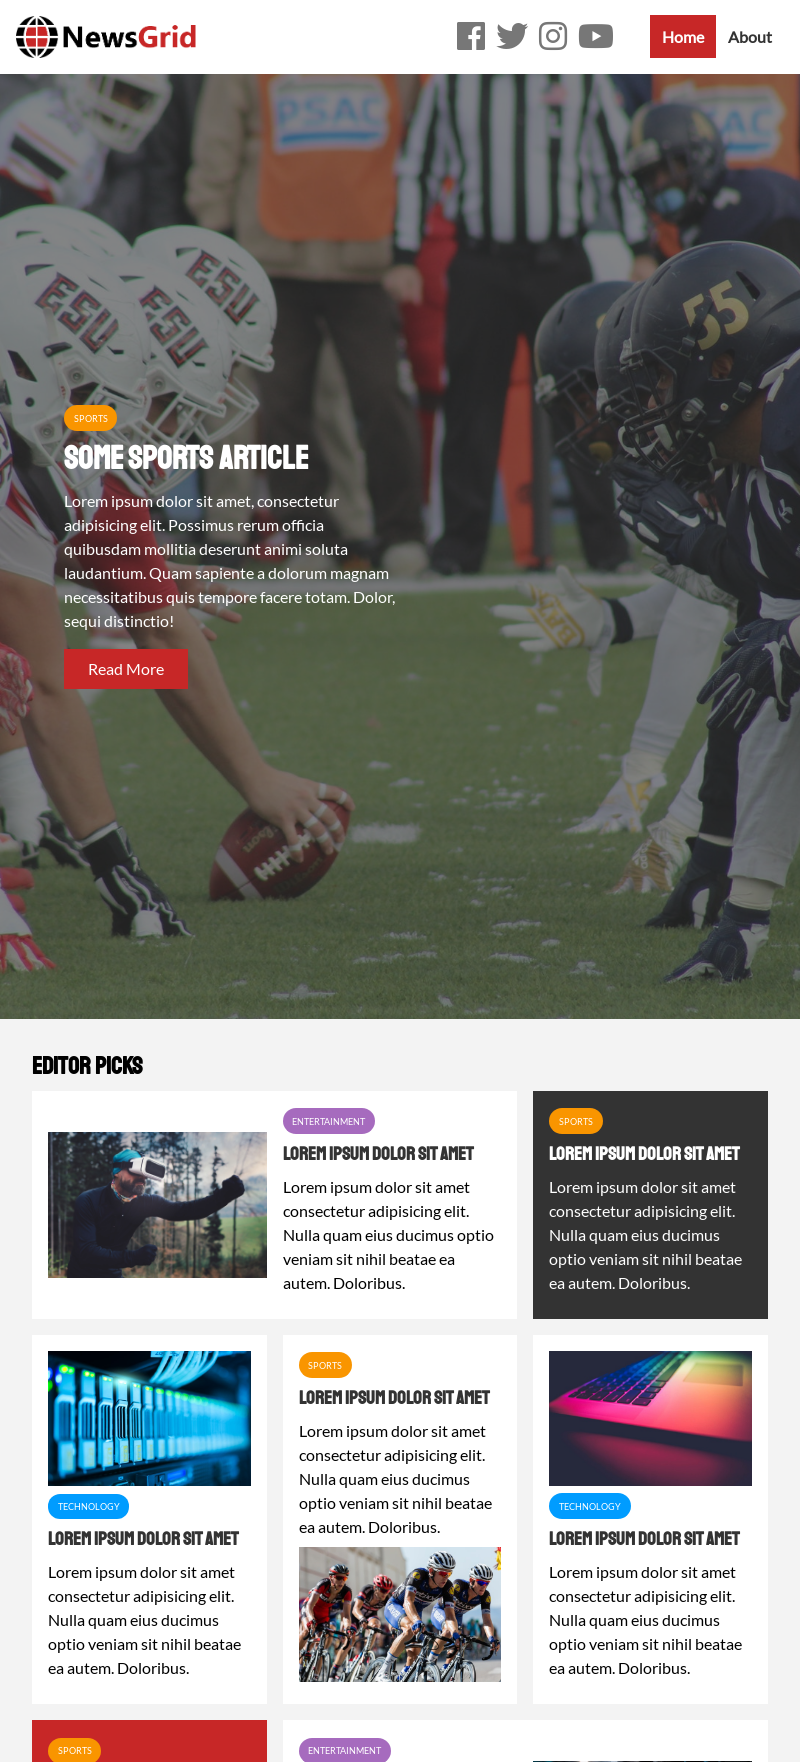 NewsGrid
Home
About
PSAC
AC
ESU
ESU
ESU
55
SPORTS
SOME SPORTS ARTICLE
Lorem ipsum dolor sit amet, consectetur
adipisicing elit. Possimus rerum officia
quibusdam mollitia deserunt animi soluta
laudantium. Quam sapiente a dolorum magnam
necessitatibus quis tempore facere totam. Dolor,
sequi distinctio!
Read More
EDITOR PICKS
ENTERTAINMENT
LOREM IPSUM DOLOR SIT AMET
Lorem ipsum dolor sit amet
consectetur adipisicing elit.
Nulla quam eius ducimus optio
veniam sit nihil beatae ea
autem. Doloribus.
SPORTS
LOREM IPSUM DOLOR SIT AMET
Lorem ipsum dolor sit amet
consectetur adipisicing elit.
Nulla quam eius ducimus
optio veniam sit nihil beatae
ea autem. Doloribus.
TECHNOLOGY
LOREM IPSUM DOLOR SIT AMET
Lorem ipsum dolor sit amet
consectetur adipisicing elit.
Nulla quam eius ducimus
optio veniam sit nihil beatae
ea autem. Doloribus.
SPORTS
LOREM IPSUM DOLOR SIT AMET
Lorem ipsum dolor sit amet
consectetur adipisicing elit.
Nulla quam eius ducimus
optio veniam sit nihil beatae
ea autem. Doloribus.
TECHNOLOGY
LOREM IPSUM DOLOR SIT AMET
Lorem ipsum dolor sit amet
consectetur adipisicing elit.
Nulla quam eius ducimus
optio veniam sit nihil beatae
ea autem. Doloribus.
SPORTS
ENTERTAINMENT